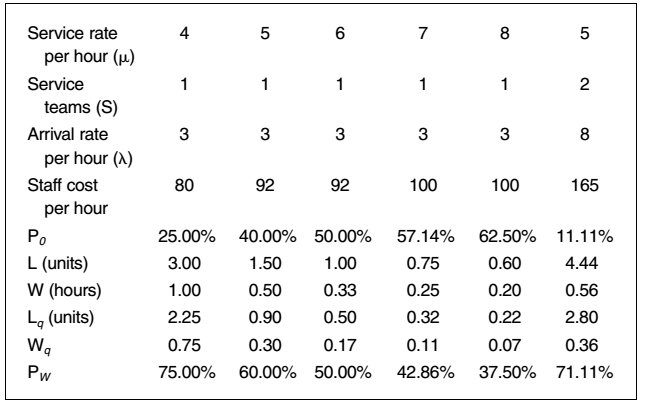 Service rate 4 5 6 7 8 5
per hour (μ)
Service 1 1 1 1 1 2
teams (S)
Arrival rate 3 3 3 3 3 8
per hour (λ)
Staff cost 80 92 92 100 100 165
per hour
P0 25.00% 40.00% 50.00% 57.14% 62.50% 11.11%
L (units) 3.00 1.50 1.00 0.75 0.60 4.44
W (hours) 1.00 0.50 0.33 0.25 0.20 0.56
Lq (units) 2.25 0.90 0.50 0.32 0.22 2.80
Wq 0.75 0.30 0.17 0.11 0.07 0.36
PW 75.00% 60.00% 50.00% 42.86% 37.50% 71.11%